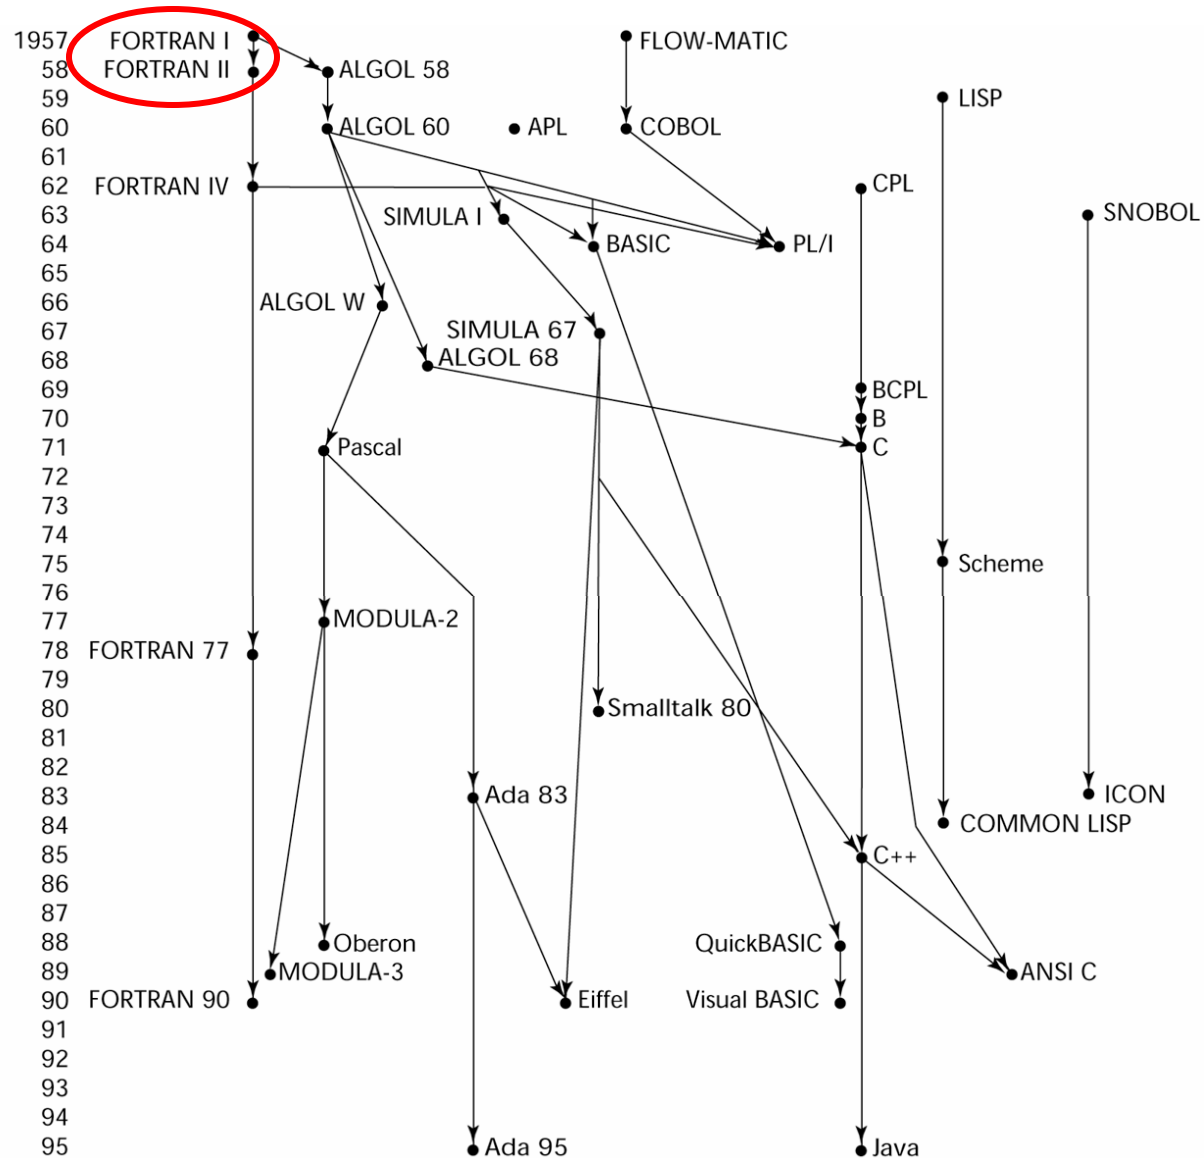 1957 FORTRAN I FLOW-MATIC
58 FORTRAN II ALGOL 58
59 LISP
60 ALGOL 60 APL COBOL
61
62 FORTRAN IV CPL
63 SIMULA I SNOBOL
64 BASIC PL/I
65
66 ALGOL W
67 SIMULA 67
68 ALGOL 68
69 BCPL
70 B
71 Pascal C
72
73
74
75 Scheme
76
77 MODULA-2
78 FORTRAN 77
79
80 Smalltalk 80
81
82
83 Ada 83 ICON
84 COMMON LISP
85 C++
86
87
88 Oberon QuickBASIC
89 MODULA-3 ANSI C
90 FORTRAN 90 Eiffel Visual BASIC
91
92
93
94
95 Ada 95 Java